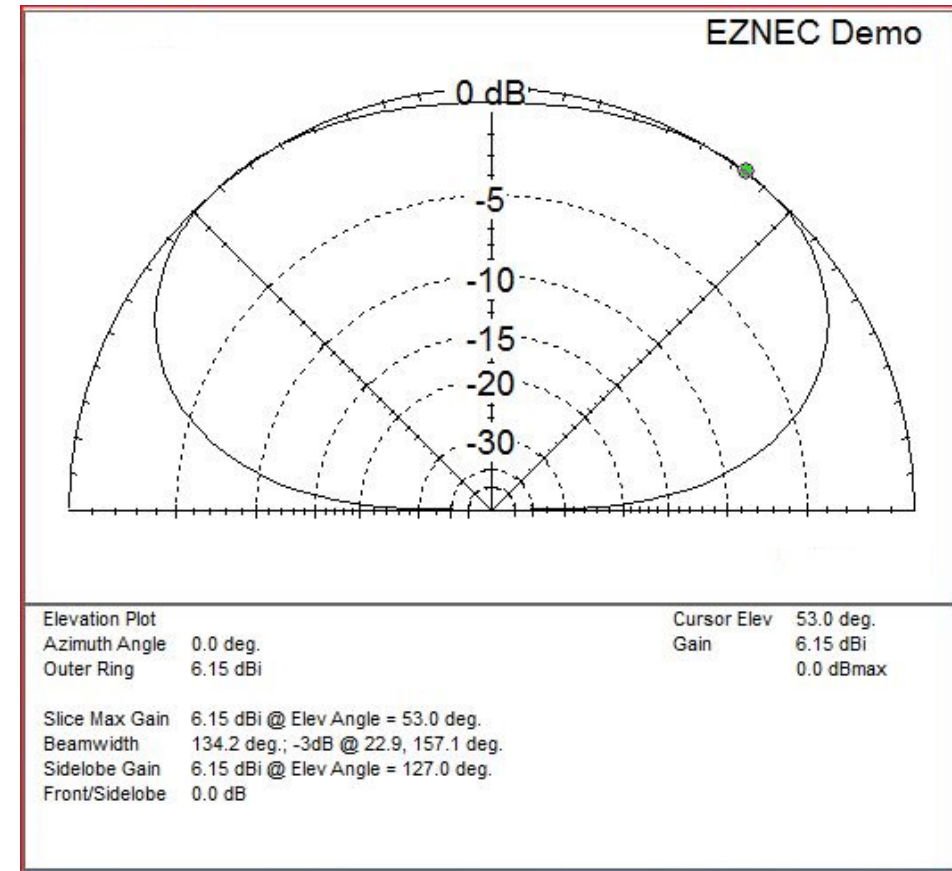 EZNEC Demo
0 dB
-5
-10
-15
-20
-30
Elevation Plot
Azimuth Angle 0.0 deg.
Outer Ring 6.15 dBi
Slice Max Gain 6.15 dBi @ Elev Angle = 53.0 deg.
Beamwidth 134.2 deg.; -3dB @ 22.9, 157.1 deg.
Sidelobe Gain 6.15 dBi @ Elev Angle = 127.0 deg.
Front/Sidelobe 0.0 dB
Cursor Elev 53.0 deg.
Gain 6.15 dBi
0.0 dBmax